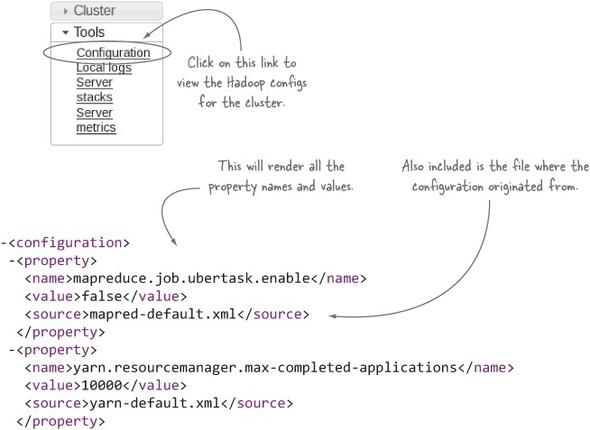 Cluster
Tools
Configuration
Local logs
Server
stacks
Server
metrics
Click on this link to
view the Hadoop configs
for the cluster.
This will render all the
property names and values.
Also included is the file where the
configuration originated from.
-<configuration>
-<property>
<name>mapreduce.job.ubertask.enable</name>
<value>false</value>
<source>mapred-default.xml</source>
</property>
-<property>
<name>yarn.resourcemanager.max-completed-applications</name>
<value>10000</value>
<source>yarn-default.xml</source>
</property>